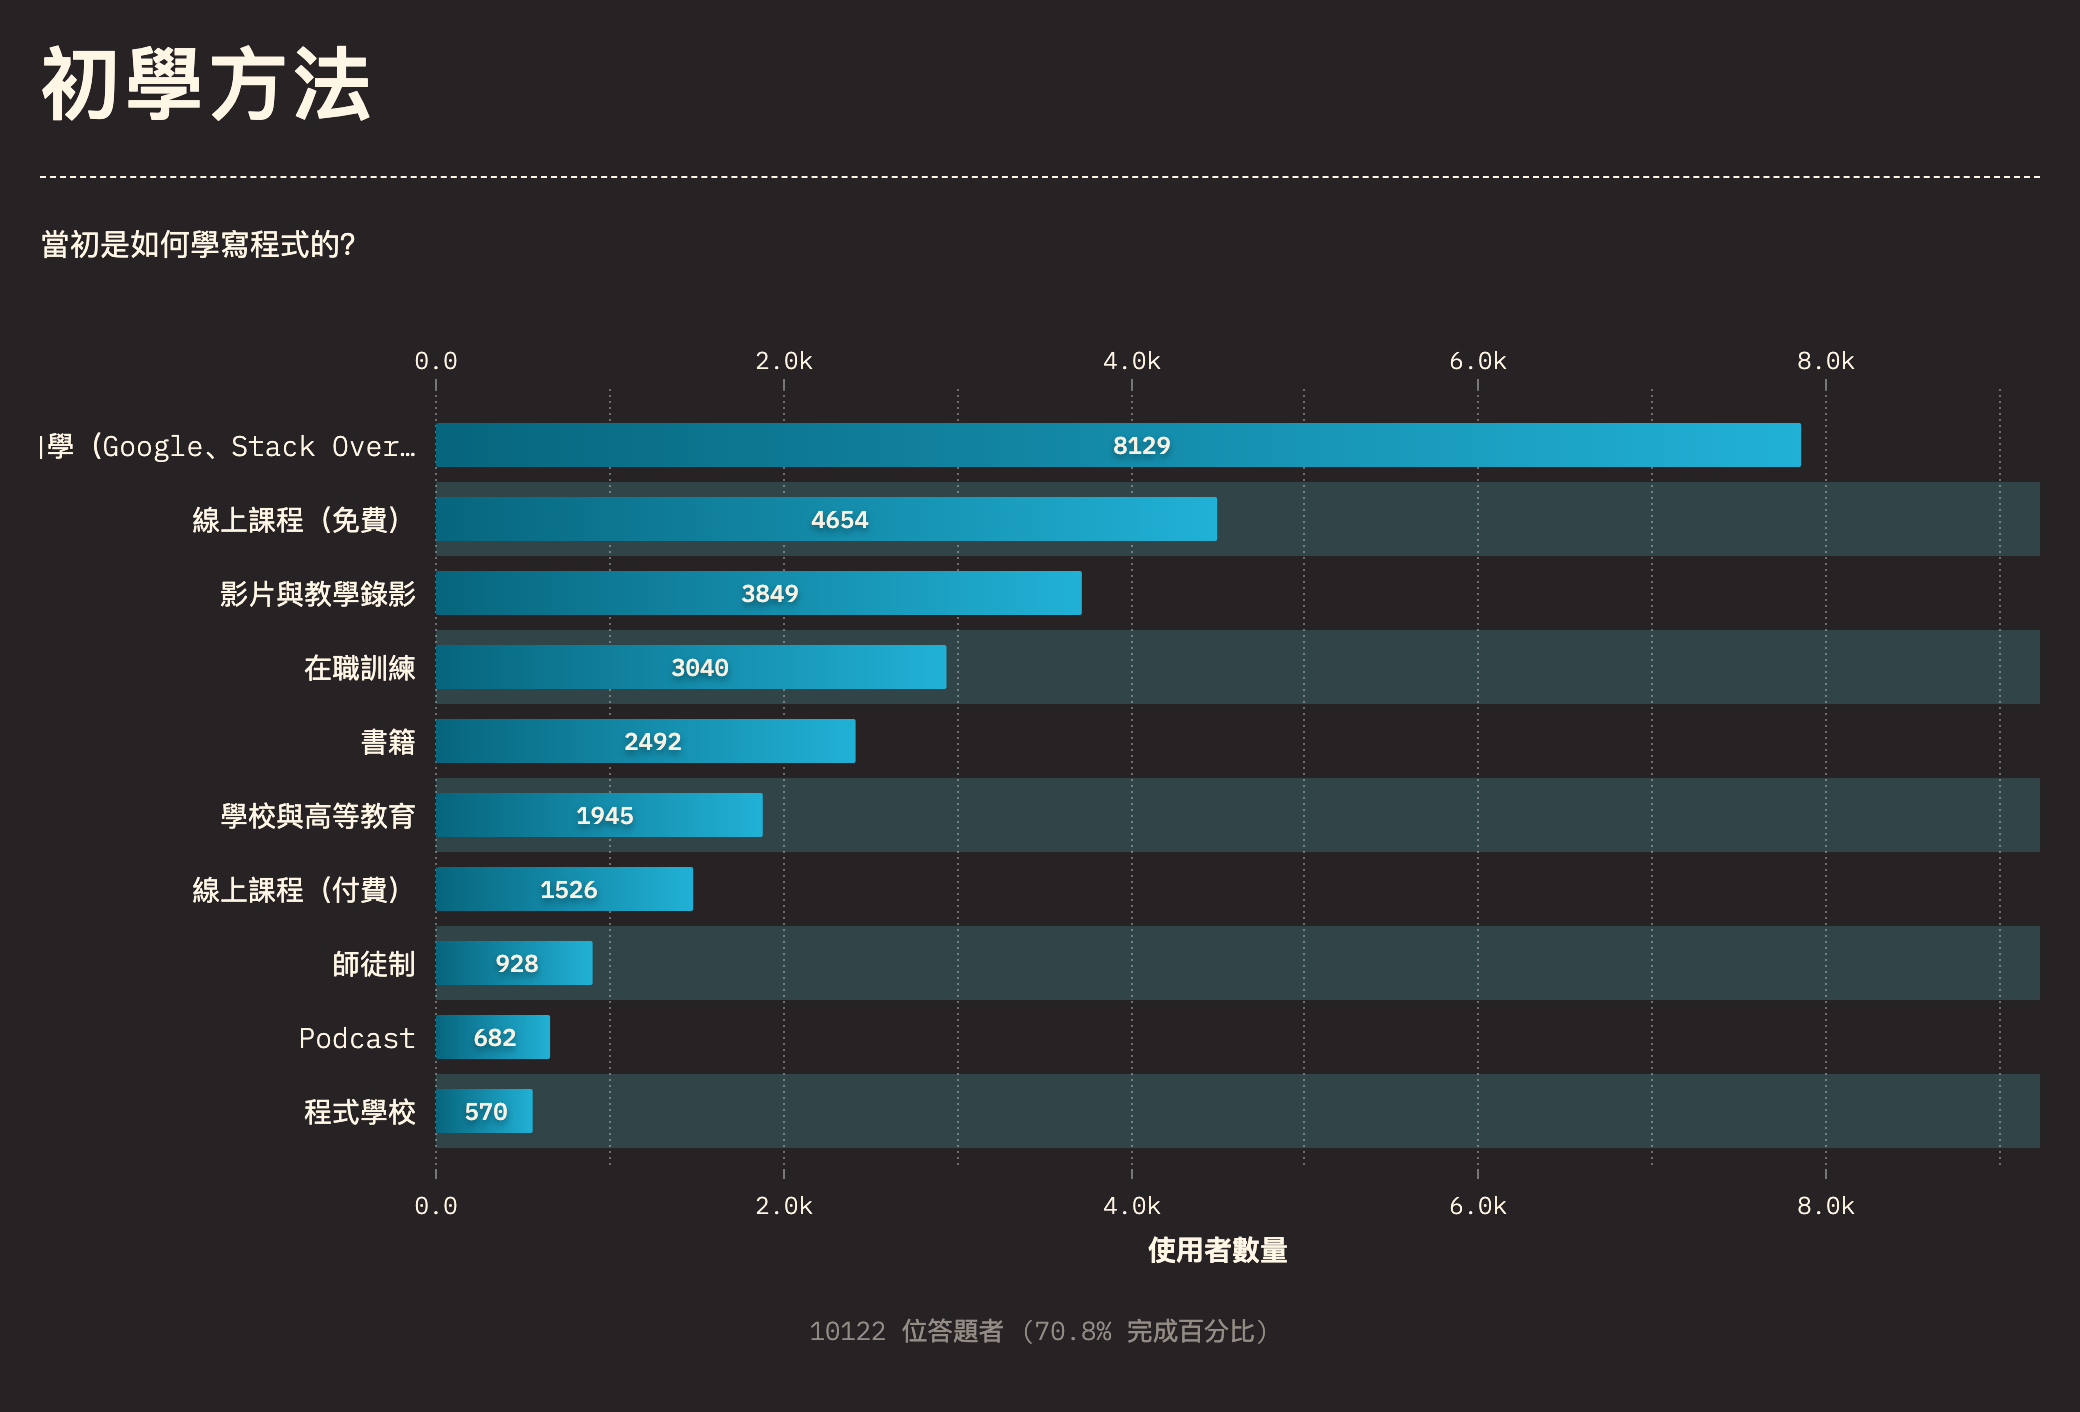 初學方法
當初是如何學寫程式的?
0.0 2.0k 4.0k 6.0k 8.0k
學（Google、Stack Over… 8129
線上課程（免費） 4654
影片與教學錄影 3849
在職訓練 3040
書籍 2492
學校與高等教育 1945
線上課程（付費） 1526
師徒制 928
Podcast 682
程式學校 570
0.0 2.0k 4.0k 6.0k 8.0k
使用者數量
10122 位答題者（70.8% 完成百分比）